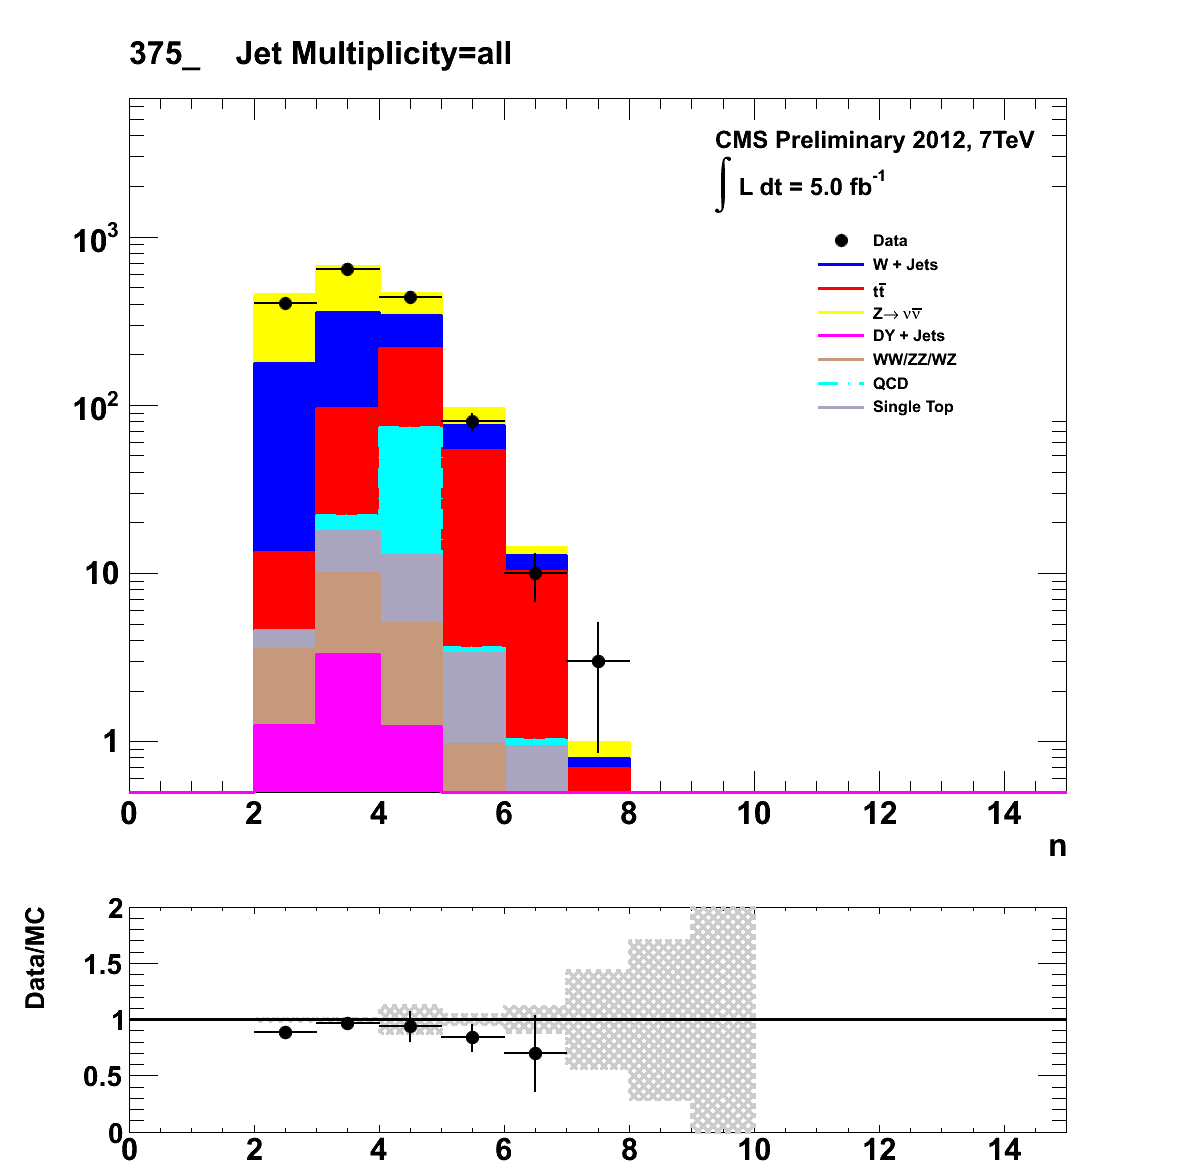 375_ Jet Multiplicity=all
CMS Preliminary 2012, 7TeV
∫ L dt = 5.0 fb⁻¹
Data
W + Jets
tt̅
Z→ νν̅
DY + Jets
WW/ZZ/WZ
QCD
Single Top
10³
10²
10
1
0 2 4 6 8 10 12 14
n
Data/MC
2
1.5
1
0.5
0
0 2 4 6 8 10 12 14